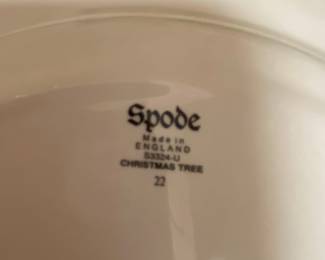 Spode
Made in
ENGLAND
S3324-U
CHRISTMAS TREE
22